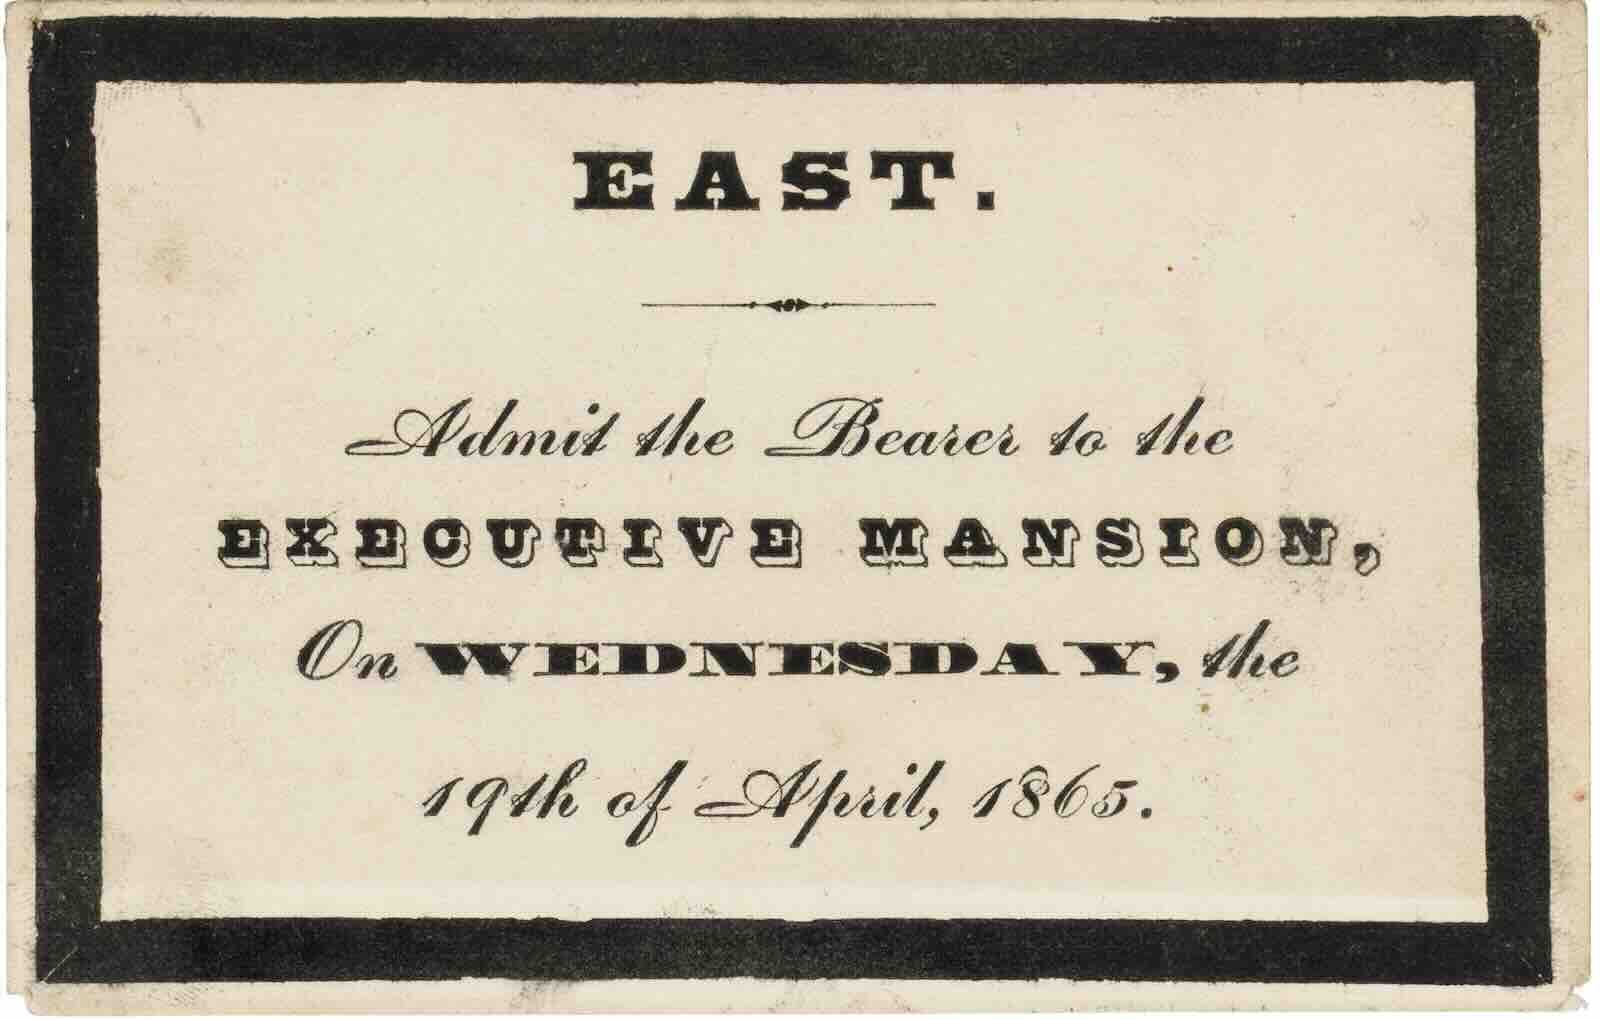 EAST.
Admit the Bearer to the
EXECUTIVE MANSION,
On WEDNESDAY, the
19th of April, 1865.